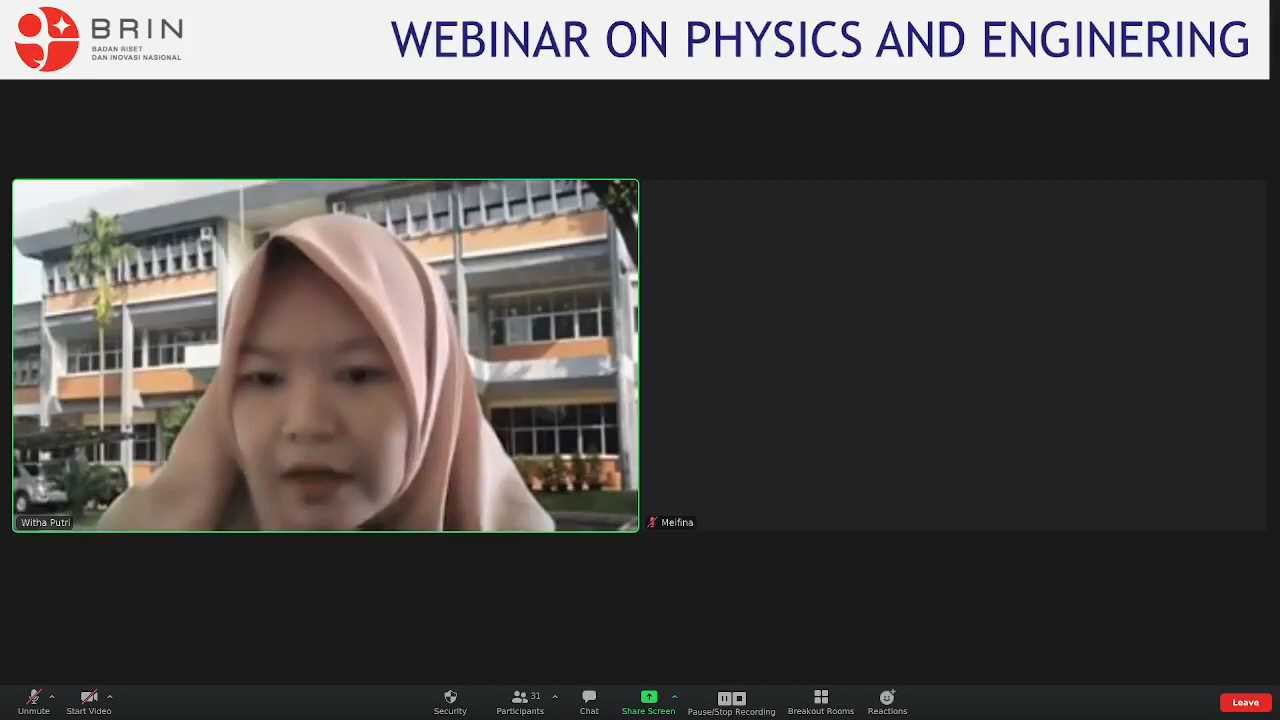 BRIN
BADAN RISET
DAN INOVASI NASIONAL
WEBINAR ON PHYSICS AND ENGINERING
Witha Putri
Meifina
Unmute
Start Video
Security
31
Participants
Chat
Share Screen
Pause/Stop Recording
Breakout Rooms
Reactions
Leave